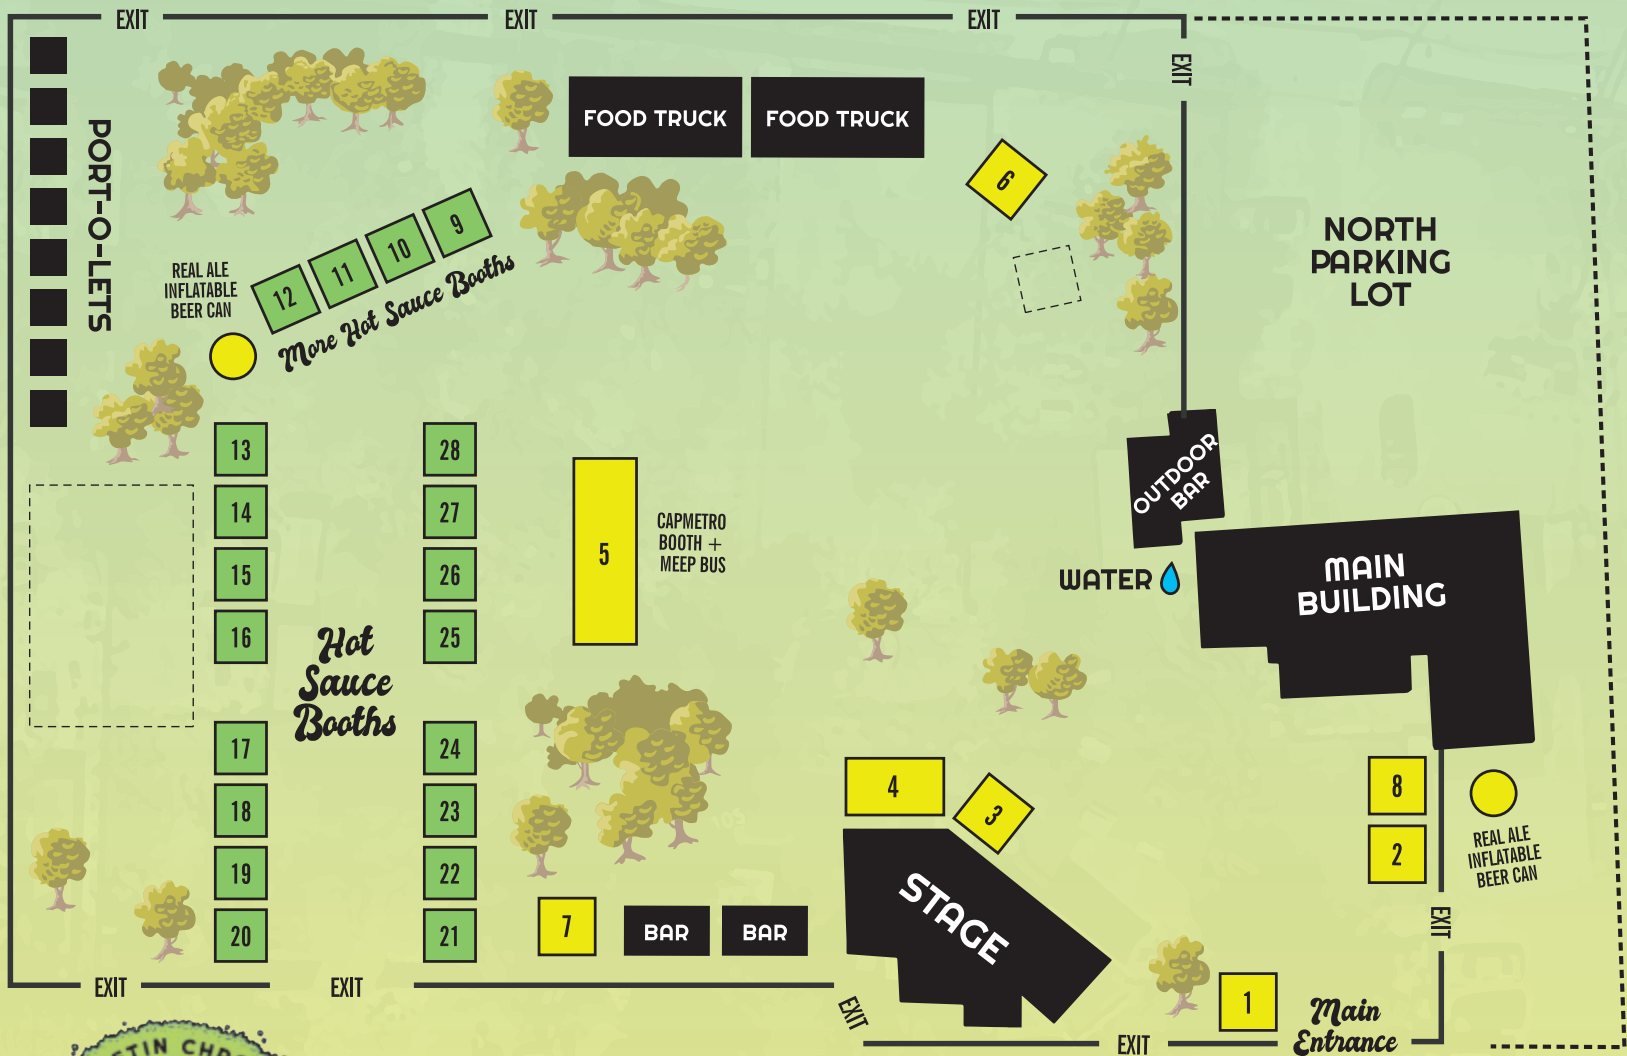 EXIT
EXIT
EXIT
EXIT
PORT-O-LETS
FOOD TRUCK
FOOD TRUCK
6
NORTH
PARKING
LOT
REAL ALE
INFLATABLE
BEER CAN
12
11
10
9
More Hot Sauce Booths
13
14
15
16
17
18
19
20
Hot
Sauce
Booths
28
27
26
25
24
23
22
21
5
CAPMETRO
BOOTH +
MEEP BUS
OUTDOOR
BAR
WATER
MAIN
BUILDING
4
3
8
2
REAL ALE
INFLATABLE
BEER CAN
STAGE
7
BAR
BAR
EXIT
1
Main
Entrance
EXIT
EXIT
EXIT
EXIT